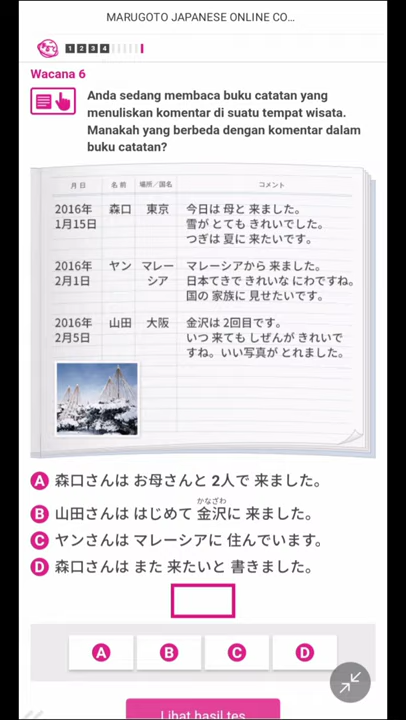 MARUGOTO JAPANESE ONLINE CO...
1 2 3 4
Wacana 6
Anda sedang membaca buku catatan yang
menuliskan komentar di suatu tempat wisata.
Manakah yang berbeda dengan komentar dalam
buku catatan?
月日 名前 場所／国名 コメント
2016年 森口 東京 今日は 母と 来ました。
1月15日 雪が とても きれいでした。
つぎは 夏に 来たいです。
2016年 ヤン マレー マレーシアから 来ました。
2月1日 シア 日本てきで きれいな にわですね。
国の 家族に 見せたいです。
2016年 山田 大阪 金沢は 2回目です。
2月5日 いつ 来ても しぜんが きれいで
すね。いい写真が とれました。
A 森口さんは お母さんと 2人で 来ました。
かなざわ
B 山田さんは はじめて 金沢に 来ました。
C ヤンさんは マレーシアに 住んでいます。
D 森口さんは また 来たいと 書きました。
A B C D
Lihat hasil tes